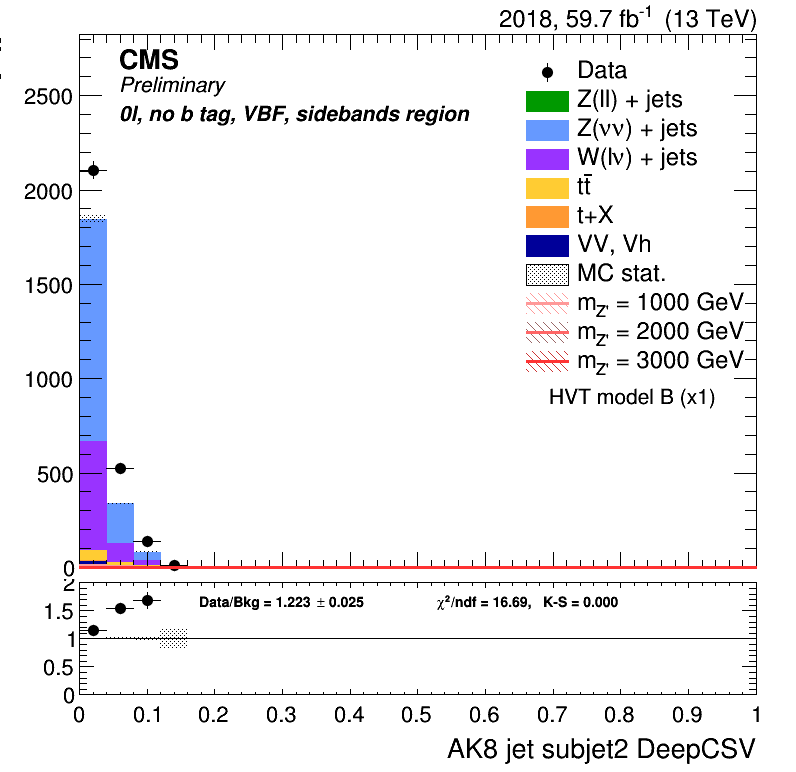 2018, 59.7 fb⁻¹ (13 TeV)
CMS
Preliminary
0l, no b tag, VBF, sidebands region
Data
Z(ll) + jets
Z(νν) + jets
W(lν) + jets
tt̄
t+X
VV, Vh
MC stat.
m_Z' = 1000 GeV
m_Z' = 2000 GeV
m_Z' = 3000 GeV
HVT model B (x1)
2500
2000
1500
1000
500
0
2
1.5
1
0.5
0
Data/Bkg = 1.223 ± 0.025 χ²/ndf = 16.69, K-S = 0.000
0 0.1 0.2 0.3 0.4 0.5 0.6 0.7 0.8 0.9 1
AK8 jet subjet2 DeepCSV